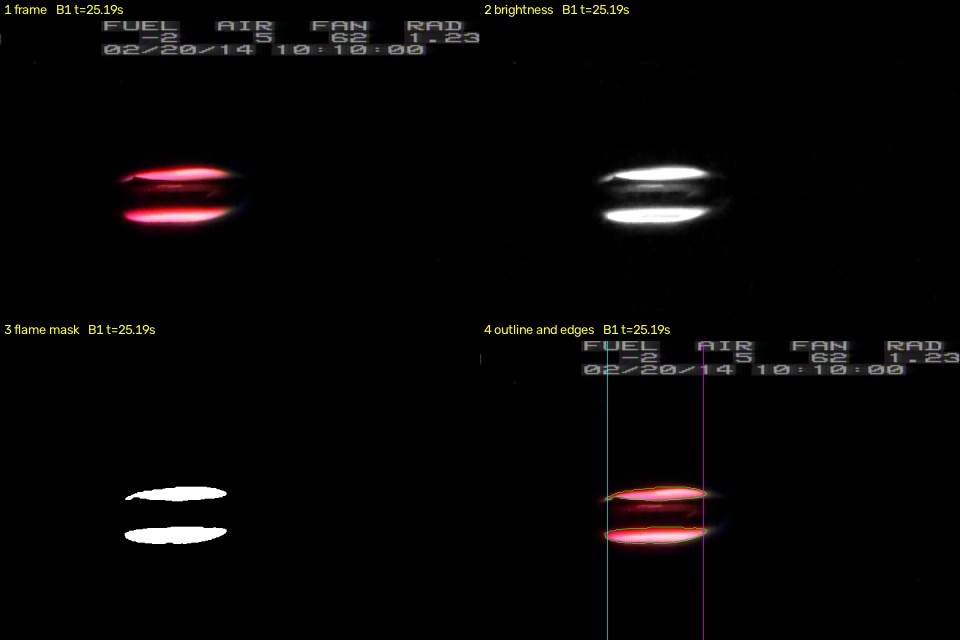 1 frame B1 t=25.19s
FUEL AIR FAN RAD
-2 5 62 1.23
02/20/14 10:10:00
2 brightness B1 t=25.19s
3 flame mask B1 t=25.19s
4 outline and edges B1 t=25.19s
FUEL AIR FAN RAD
-2 5 62 1.23
02/20/14 10:10:00